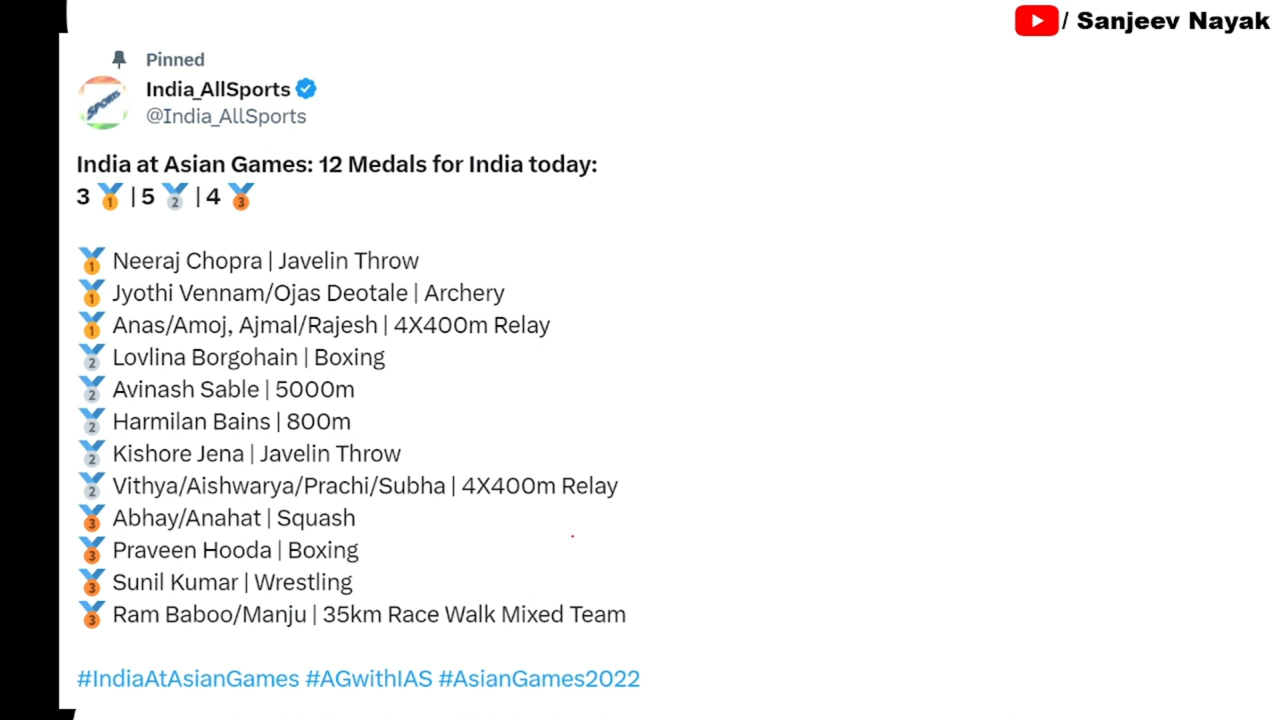 / Sanjeev Nayak
Pinned
India_AllSports
@India_AllSports
India at Asian Games: 12 Medals for India today:
3 🥇 | 5 🥈 | 4 🥉
🥇 Neeraj Chopra | Javelin Throw
🥇 Jyothi Vennam/Ojas Deotale | Archery
🥇 Anas/Amoj, Ajmal/Rajesh | 4X400m Relay
🥈 Lovlina Borgohain | Boxing
🥈 Avinash Sable | 5000m
🥈 Harmilan Bains | 800m
🥈 Kishore Jena | Javelin Throw
🥈 Vithya/Aishwarya/Prachi/Subha | 4X400m Relay
🥉 Abhay/Anahat | Squash
🥉 Praveen Hooda | Boxing
🥉 Sunil Kumar | Wrestling
🥉 Ram Baboo/Manju | 35km Race Walk Mixed Team
#IndiaAtAsianGames #AGwithIAS #AsianGames2022